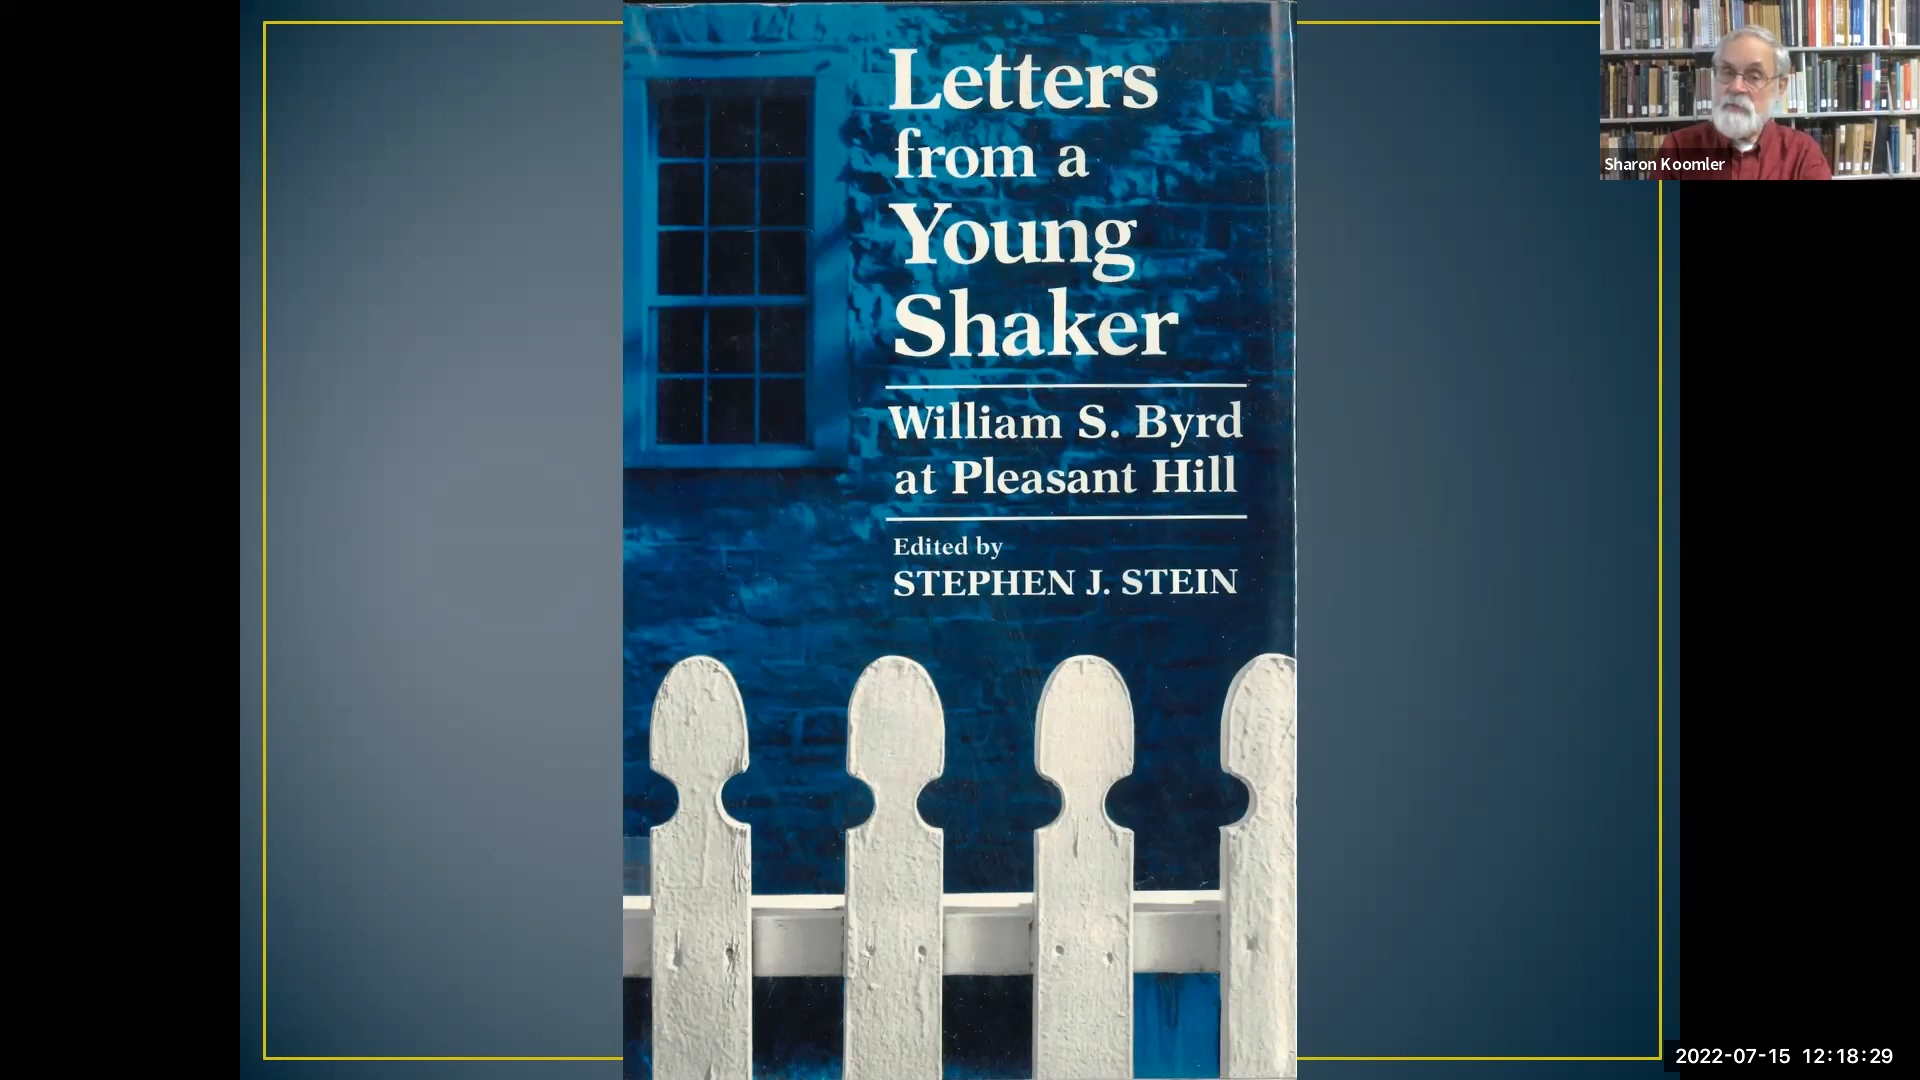 Letters
from a
Young
Shaker
William S. Byrd
at Pleasant Hill
Edited by
STEPHEN J. STEIN
Sharon Koomler
2022-07-15 12:18:29